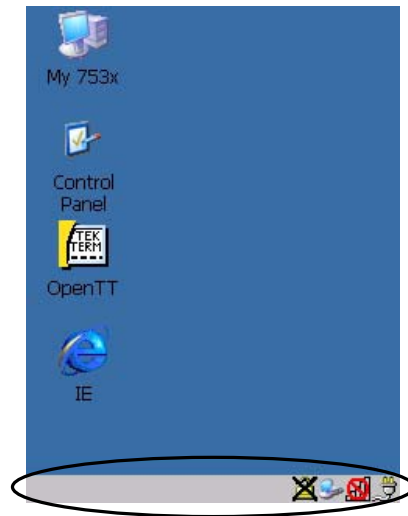 My 753x
Control
Panel
TEK
TERM
OpenTT
IE